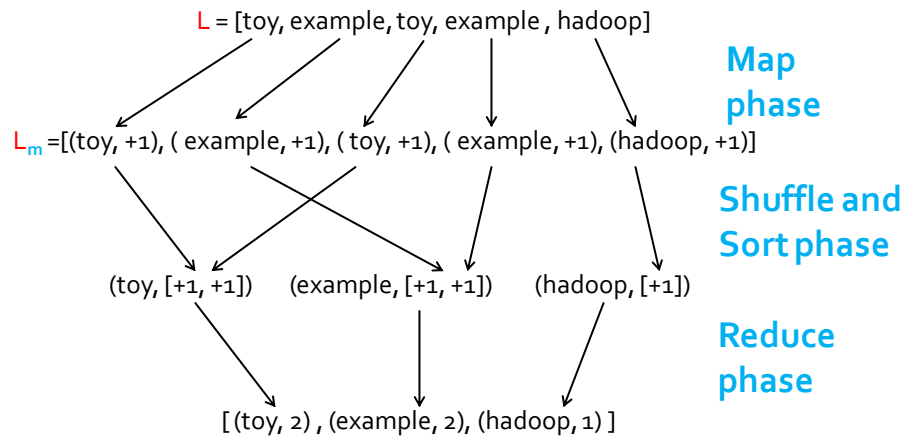 L = [toy, example, toy, example , hadoop]
Map
phase
Lm =[(toy, +1), ( example, +1), ( toy, +1), ( example, +1), (hadoop, +1)]
Shuffle and
Sort phase
(toy, [+1, +1]) (example, [+1, +1]) (hadoop, [+1])
Reduce
phase
[ (toy, 2) , (example, 2), (hadoop, 1) ]